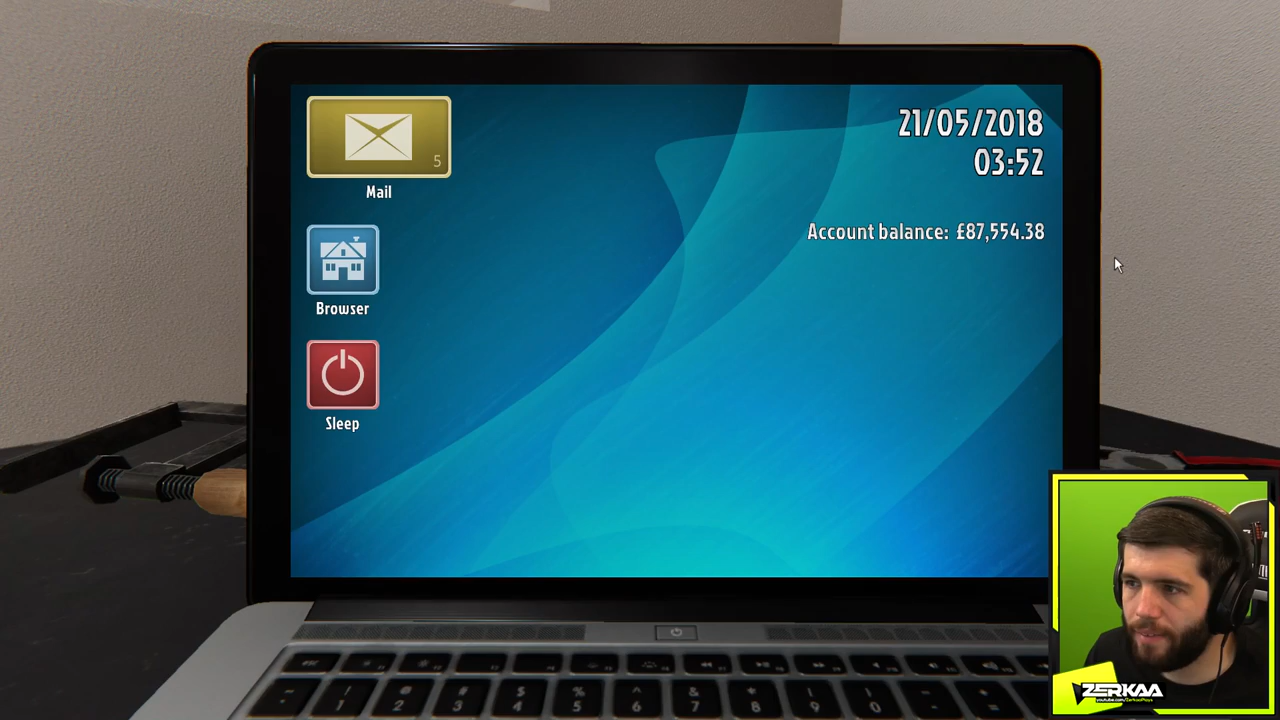 5
Mail
Browser
Sleep
21/05/2018
03:52
Account balance: £87,554.38
ZERKAA